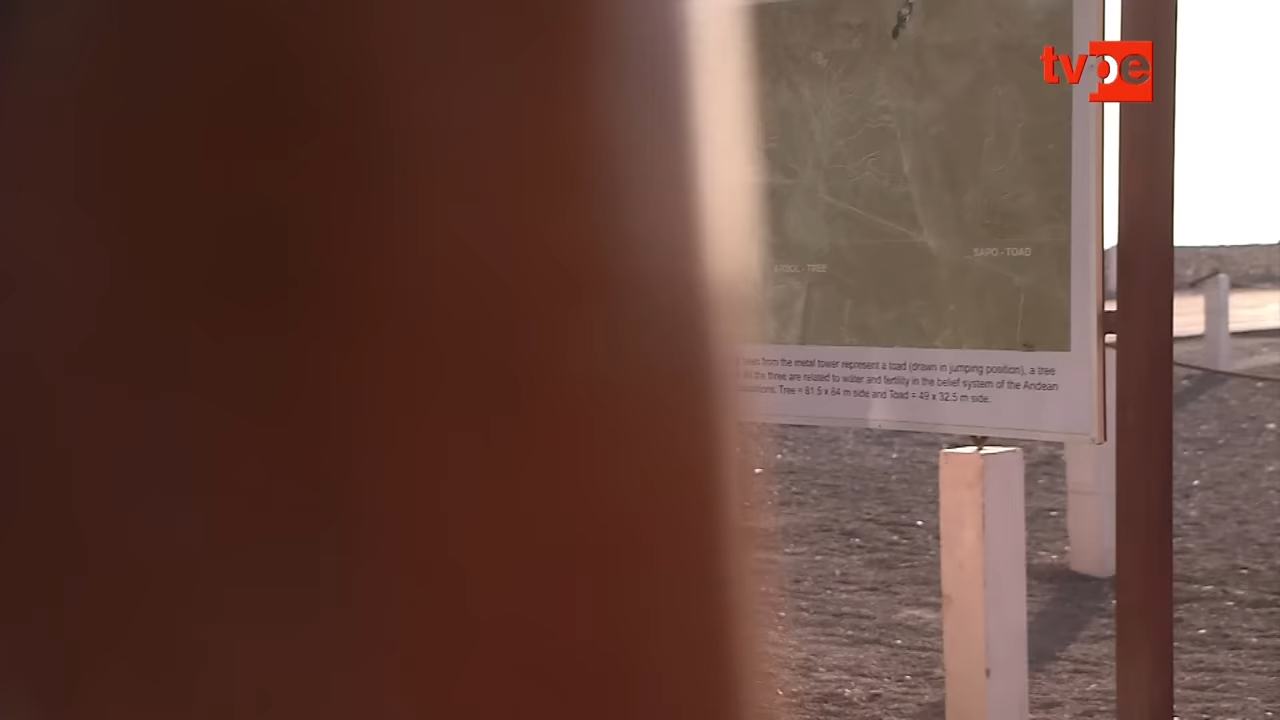 tvpe
SAPO - TOAD
ARBOL - TREE
from the metal tower represent a toad (drawn in jumping position), a tree
the three are related to water and fertility in the belief system of the Andean
Tree = 81.5 x 64 m side and Toad = 49 x 32.5 m side.